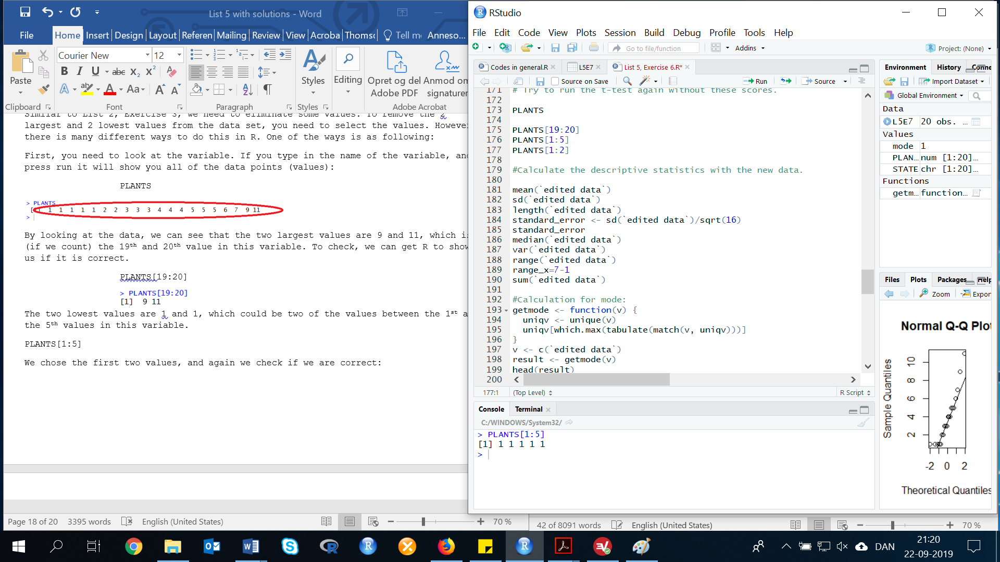 List 5 with solutions - Word
File Home Insert Design Layout Referen Mailing Review View Acroba Thomso Tell m Anneso...
Courier New 12
Paste
B I U abc X₂ X²
A A Aa A A
Styles
Editing
Opret og del Adobe PDF
Anmod om signaturer
Clipboard Font Paragraph Styles Adobe Acrobat
Similar to List 2, Exercise 3, we need to eliminate some values. To remove the 2
largest and 2 lowest values from the data set, you need to select the values. Howeve
there is many different ways to do this in R. One of the ways is as following:
First, you need to look at the variable. If you type in the name of the variable, an
press run it will show you all of the data points (values):
PLANTS
> PLANTS
[ 1 1 1 1 1 2 2 3 3 3 4 4 4 5 5 5 6 7 9 11
>
By looking at the data, we can see that the two largest values are 9 and 11, which i
(if we count) the 19th and 20th value in this variable. To check, we can get R to show
us if it is correct.
PLANTS[19:20]
> PLANTS[19:20]
[1] 9 11
The two lowest values are 1 and 1, which could be two of the values between the 1st a
the 5th values in this variable.
PLANTS[1:5]
We chose the first two values, and again we check if we are correct:
Page 18 of 20 3395 words English (United States) 70 %
RStudio
File Edit Code View Plots Session Build Debug Profile Tools Help
Go to file/function Addins Project: (None)
Codes in general.R L5E7 List 5, Exercise 6.R*
Source on Save Run Source
171 # Try to run the t-test again without these scores.
172
173 PLANTS
174
175 PLANTS[19:20]
176 PLANTS[1:5]
177 PLANTS[1:2]
178
179 #Calculate the descriptive statistics with the new data.
180
181 mean(`edited data`)
182 sd(`edited data`)
183 length(`edited data`)
184 standard_error <- sd(`edited data`)/sqrt(16)
185 standard_error
186 median(`edited data`)
187 var(`edited data`)
188 range(`edited data`)
189 range_x=7-1
190 sum(`edited data`)
191
192 #Calculation for mode:
193 getmode <- function(v) {
194 uniqv <- unique(v)
195 uniqv[which.max(tabulate(match(v, uniqv)))]
196 }
197 v <- c(`edited data`)
198 result <- getmode(v)
199 head(result)
200
177:1 (Top Level) R Script
Console Terminal
C:/WINDOWS/System32/
> PLANTS[1:5]
[1] 1 1 1 1 1
>
Environment History Conne
Import Dataset
Global Environment
Data
L5E7 20 obs. ...
Values
mode 1
PLAN... num [1:20]...
STATE chr [1:20]...
Functions
getm... function...
Files Plots Packages Help
Zoom Expor
Normal Q-Q Plo
Sample Quantiles
10
8
6
4
2
-2 0 2
Theoretical Quantiles
42 of 8091 words English (United States) 70 %
DAN
21:20
22-09-2019